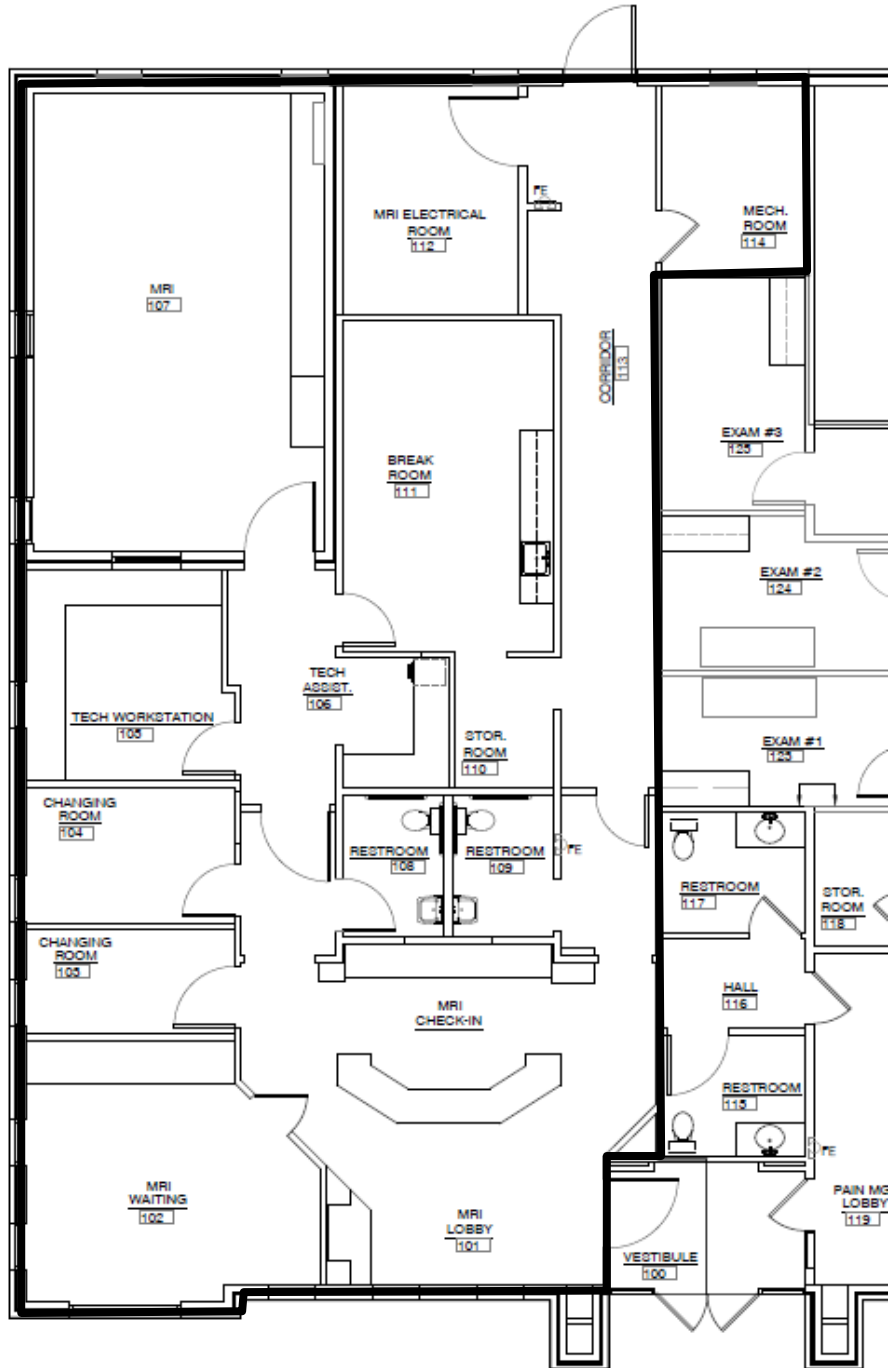 FE
MRI ELECTRICAL
ROOM
112
MECH.
ROOM
114
MRI
107
CORRIDOR
113
EXAM #3
125
BREAK
ROOM
111
EXAM #2
124
TECH
ASSIST.
106
TECH WORKSTATION
105
STOR.
ROOM
110
EXAM #1
123
CHANGING
ROOM
104
RESTROOM
108
RESTROOM
109
FE
RESTROOM
117
STOR.
ROOM
118
CHANGING
ROOM
103
HALL
116
MRI
CHECK-IN
RESTROOM
115
FE
MRI
WAITING
102
MRI
LOBBY
101
VESTIBULE
100
PAIN MG
LOBBY
119